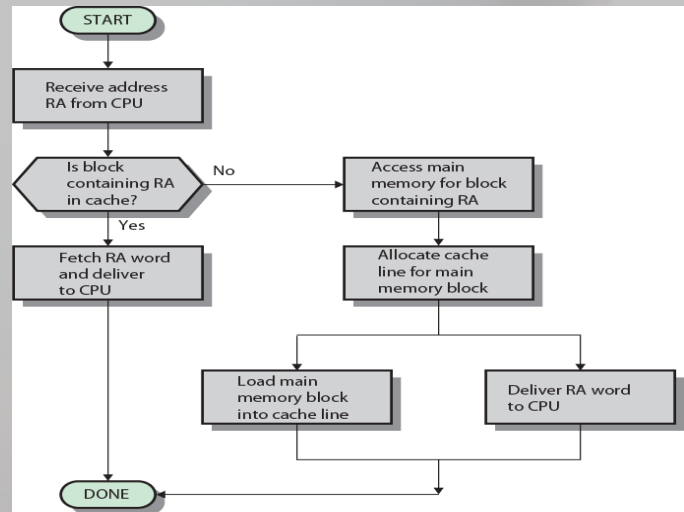 START
Receive address
RA from CPU
Is block
containing RA
in cache?
No
Yes
Access main
memory for block
containing RA
Fetch RA word
and deliver
to CPU
Allocate cache
line for main
memory block
Load main
memory block
into cache line
Deliver RA word
to CPU
DONE